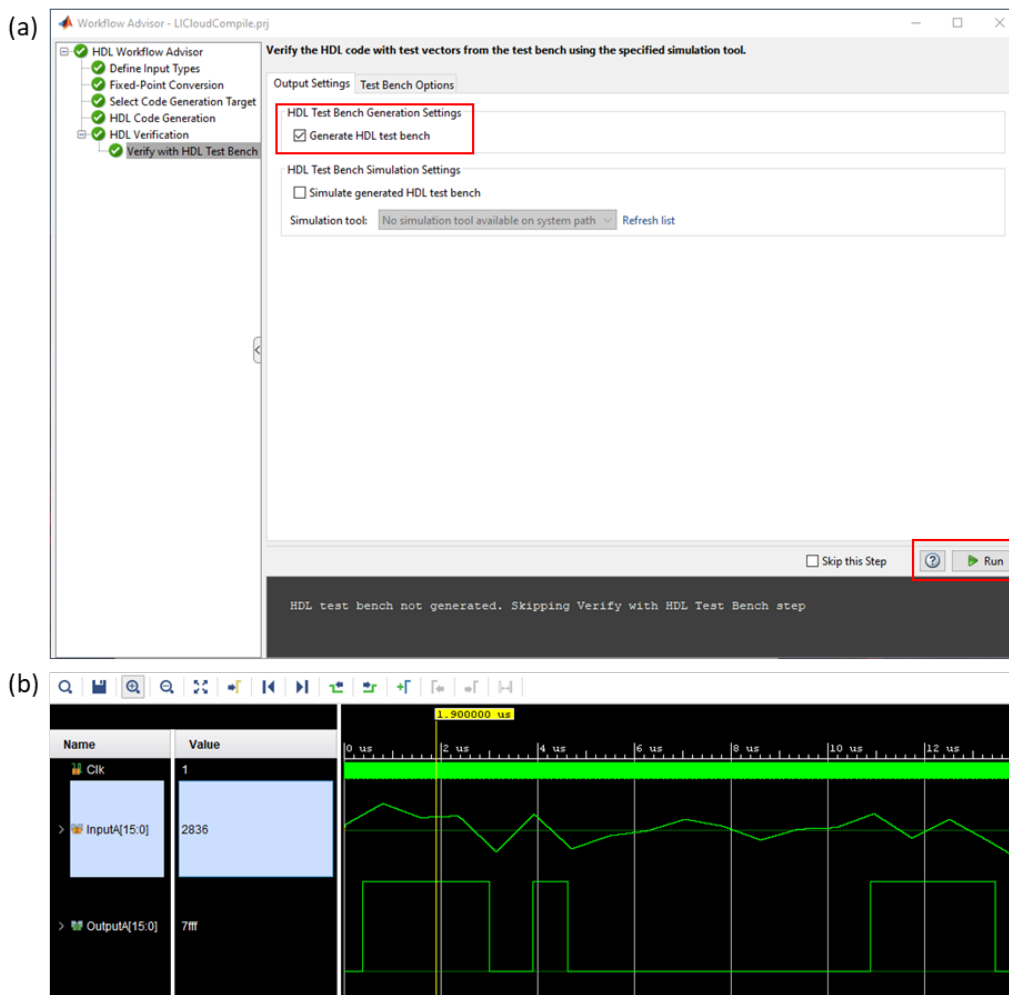 (a)
Workflow Advisor - LICloudCompile.prj
HDL Workflow Advisor
Define Input Types
Fixed-Point Conversion
Select Code Generation Target
HDL Code Generation
HDL Verification
Verify with HDL Test Bench
Verify the HDL code with test vectors from the test bench using the specified simulation tool.
Output Settings Test Bench Options
HDL Test Bench Generation Settings
Generate HDL test bench
HDL Test Bench Simulation Settings
Simulate generated HDL test bench
Simulation tool: No simulation tool available on system path Refresh list
Skip this Step ? Run
HDL test bench not generated. Skipping Verify with HDL Test Bench step
(b)
1.900000 us
Name Value
0 us 2 us 4 us 6 us 8 us 10 us 12 us
Clk 1
InputA[15:0] 2836
OutputA[15:0] 7fff